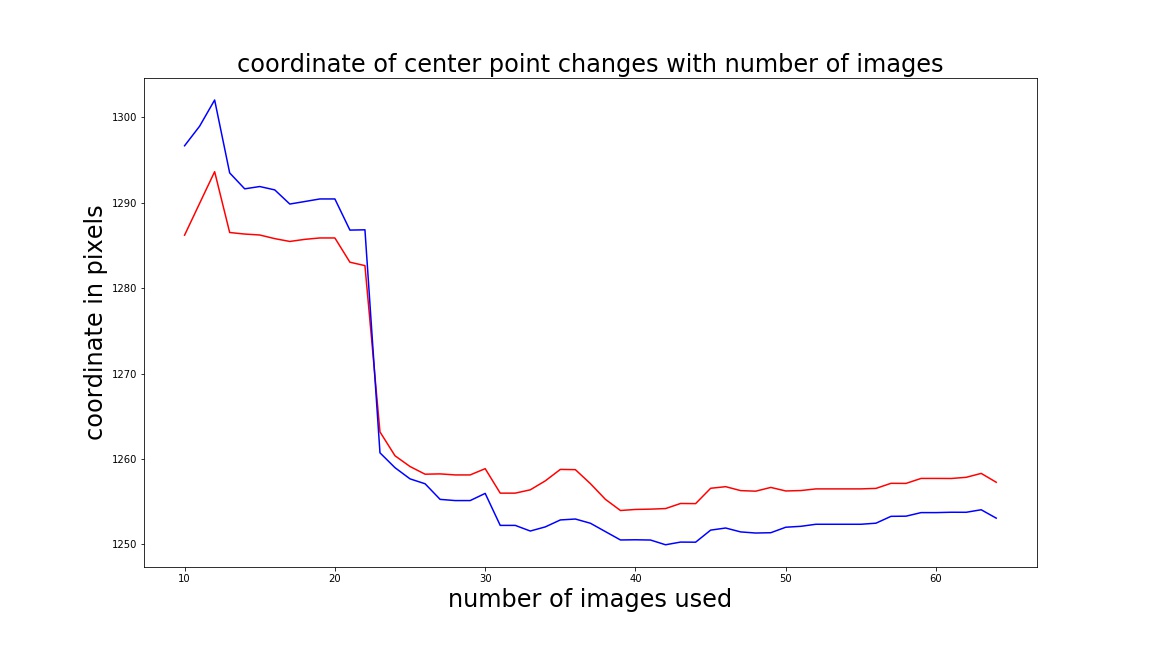 coordinate of center point changes with number of images
coordinate in pixels
1300
1290
1280
1270
1260
1250
10 20 30 40 50 60
number of images used